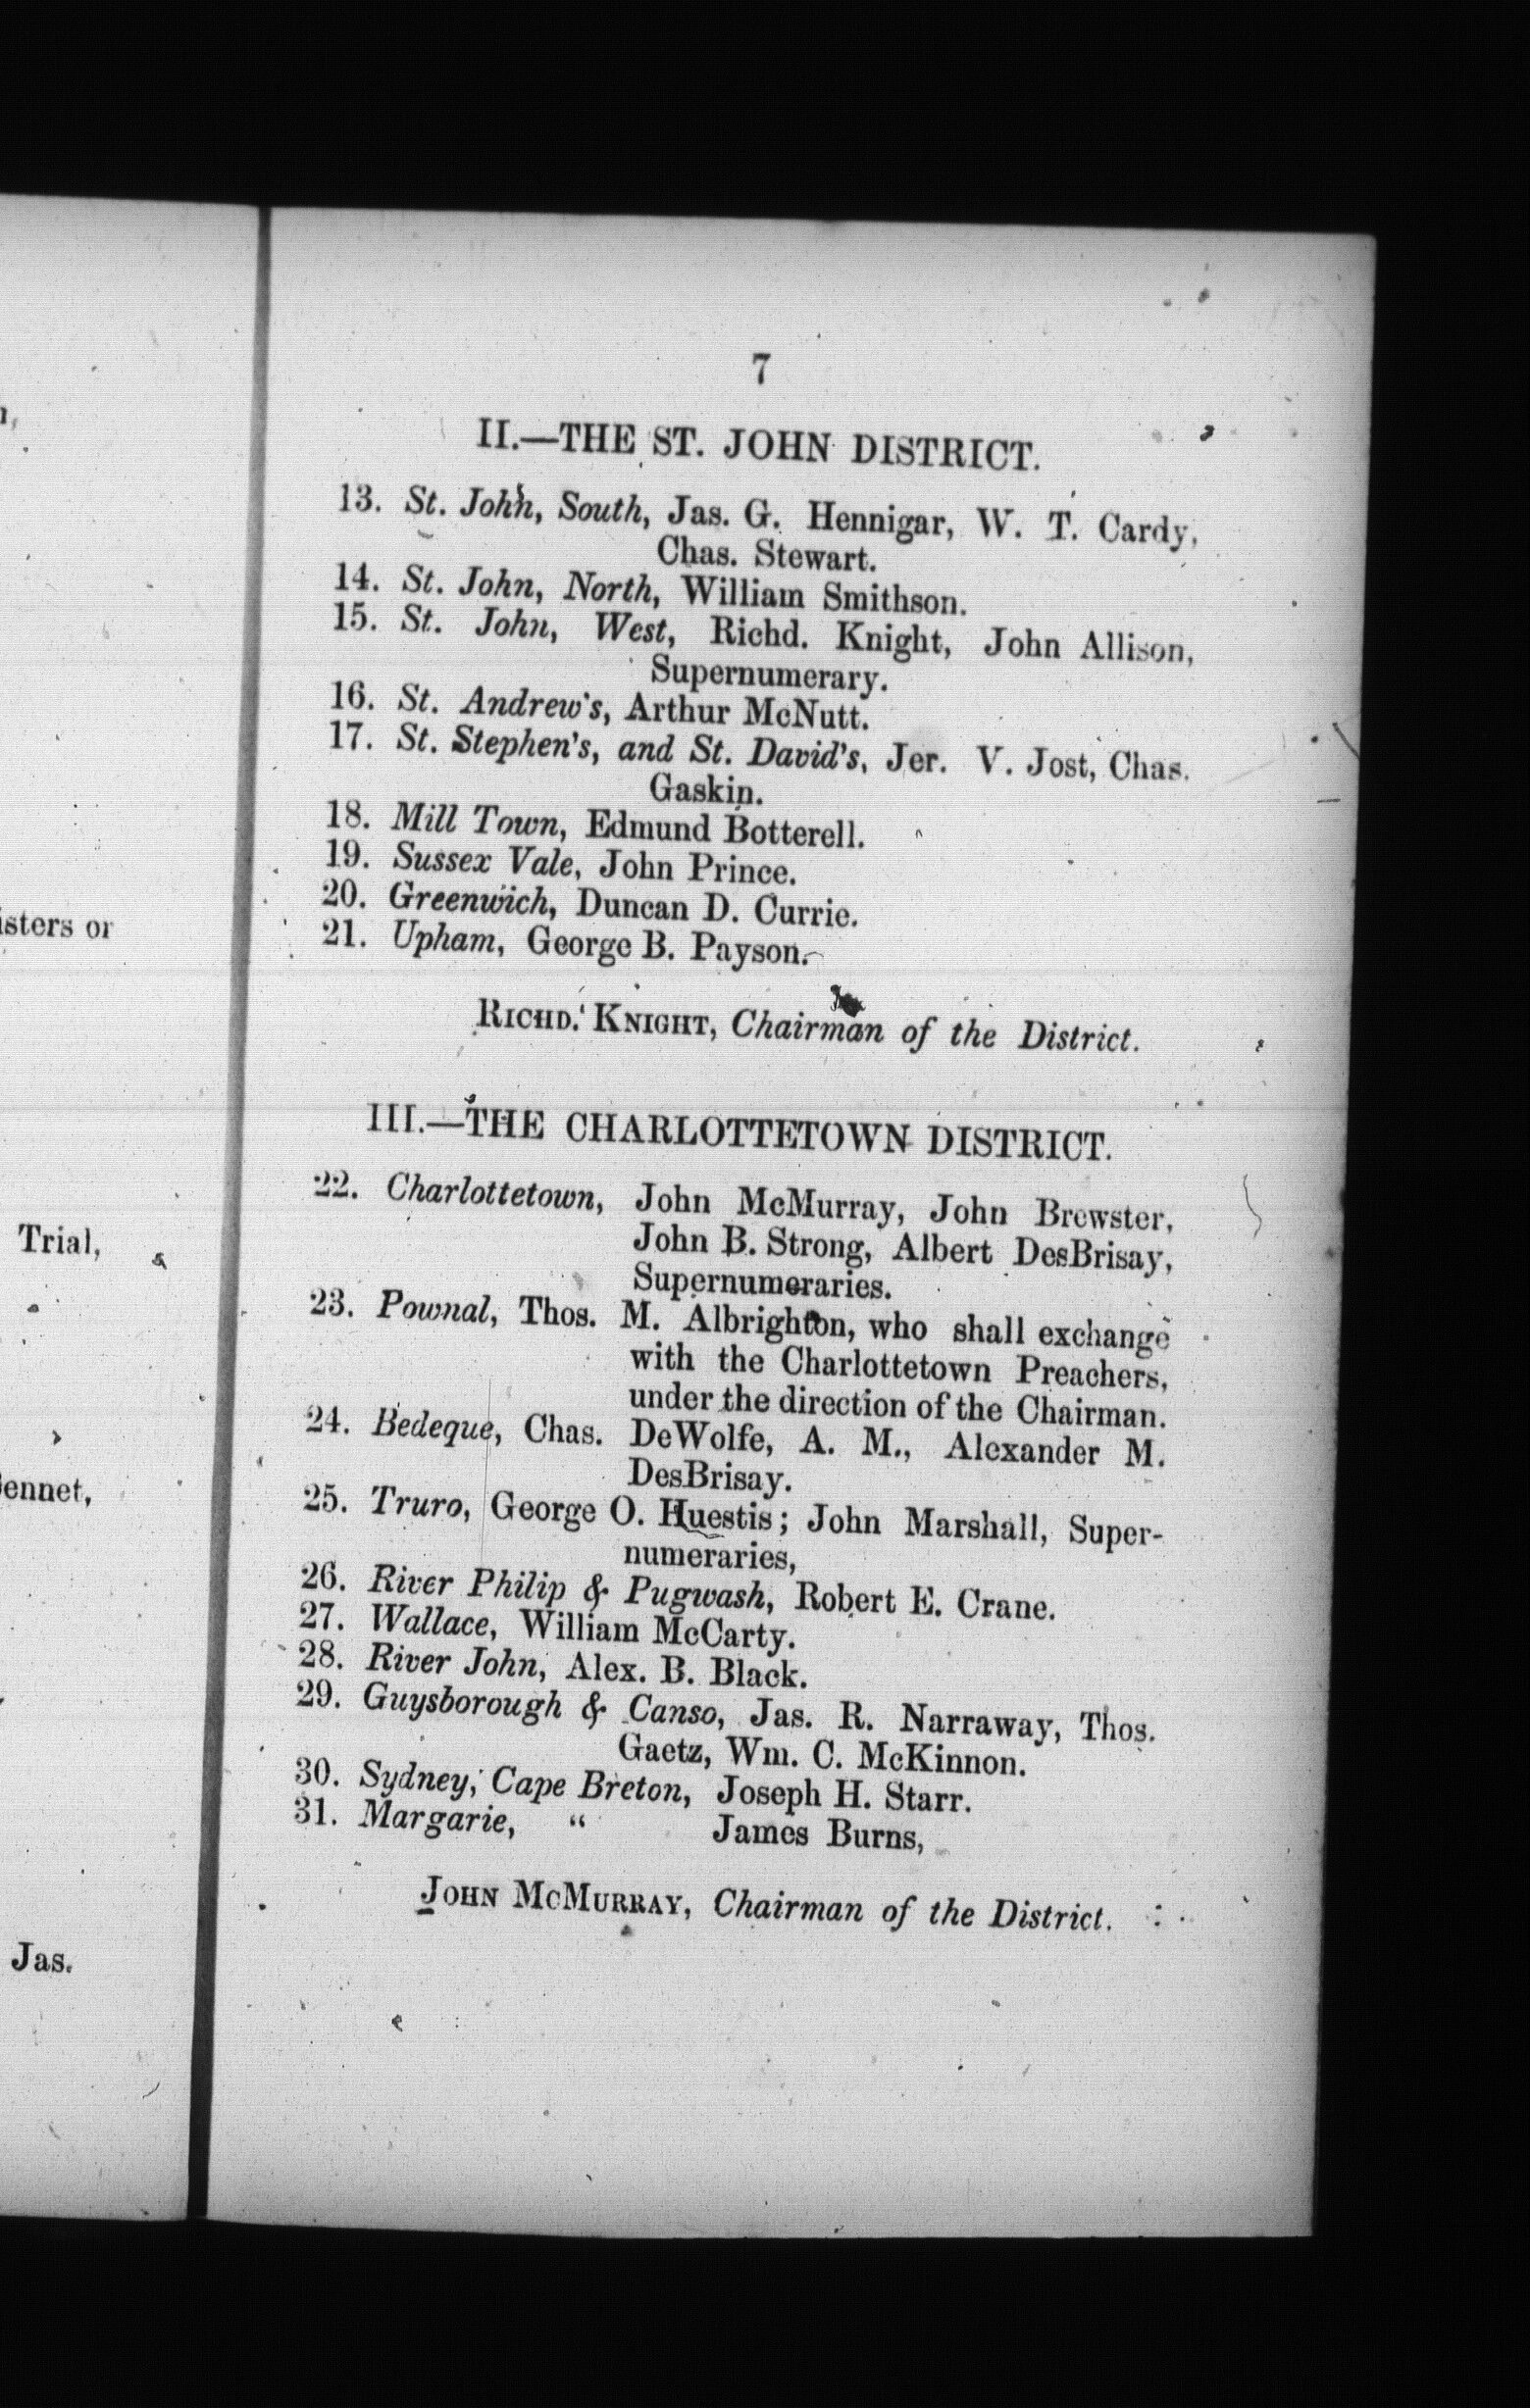 7
II.—THE ST. JOHN DISTRICT.
13. St. John, South, Jas. G. Hennigar, W. T. Cardy,
Chas. Stewart.
14. St. John, North, William Smithson.
15. St. John, West, Richd. Knight, John Allison,
Supernumerary.
16. St. Andrew's, Arthur McNutt.
17. St. Stephen's, and St. David's, Jer. V. Jost, Chas.
Gaskin.
18. Mill Town, Edmund Botterell.
19. Sussex Vale, John Prince.
20. Greenwich, Duncan D. Currie.
21. Upham, George B. Payson.
RICHD. KNIGHT, Chairman of the District.
III.—THE CHARLOTTETOWN DISTRICT.
22. Charlottetown, John McMurray, John Brewster,
John B. Strong, Albert DesBrisay,
Supernumeraries.
23. Pownal, Thos. M. Albrighton, who shall exchange
with the Charlottetown Preachers,
under the direction of the Chairman.
24. Bedeque, Chas. DeWolfe, A. M., Alexander M.
DesBrisay.
25. Truro, George O. Huestis; John Marshall, Super-
numeraries,
26. River Philip & Pugwash, Robert E. Crane.
27. Wallace, William McCarty.
28. River John, Alex. B. Black.
29. Guysborough & Canso, Jas. R. Narraway, Thos.
Gaetz, Wm. C. McKinnon.
30. Sydney, Cape Breton, Joseph H. Starr.
31. Margarie, “ James Burns,
JOHN MCMURRAY, Chairman of the District.
isters or
Trial,
ennet,
Jas.